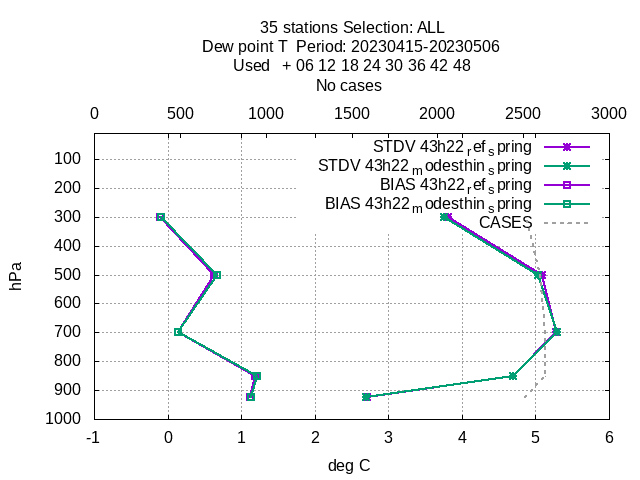 35 stations Selection: ALL
Dew point T  Period: 20230415-20230506
Used   + 06 12 18 24 30 36 42 48
No cases
0 500 1000 1500 2000 2500 3000
STDV 43h22_ref_spring
STDV 43h22_modesthin_spring
BIAS 43h22_ref_spring
BIAS 43h22_modesthin_spring
CASES
100
200
300
400
500
600
700
800
900
1000
hPa
-1 0 1 2 3 4 5 6
deg C